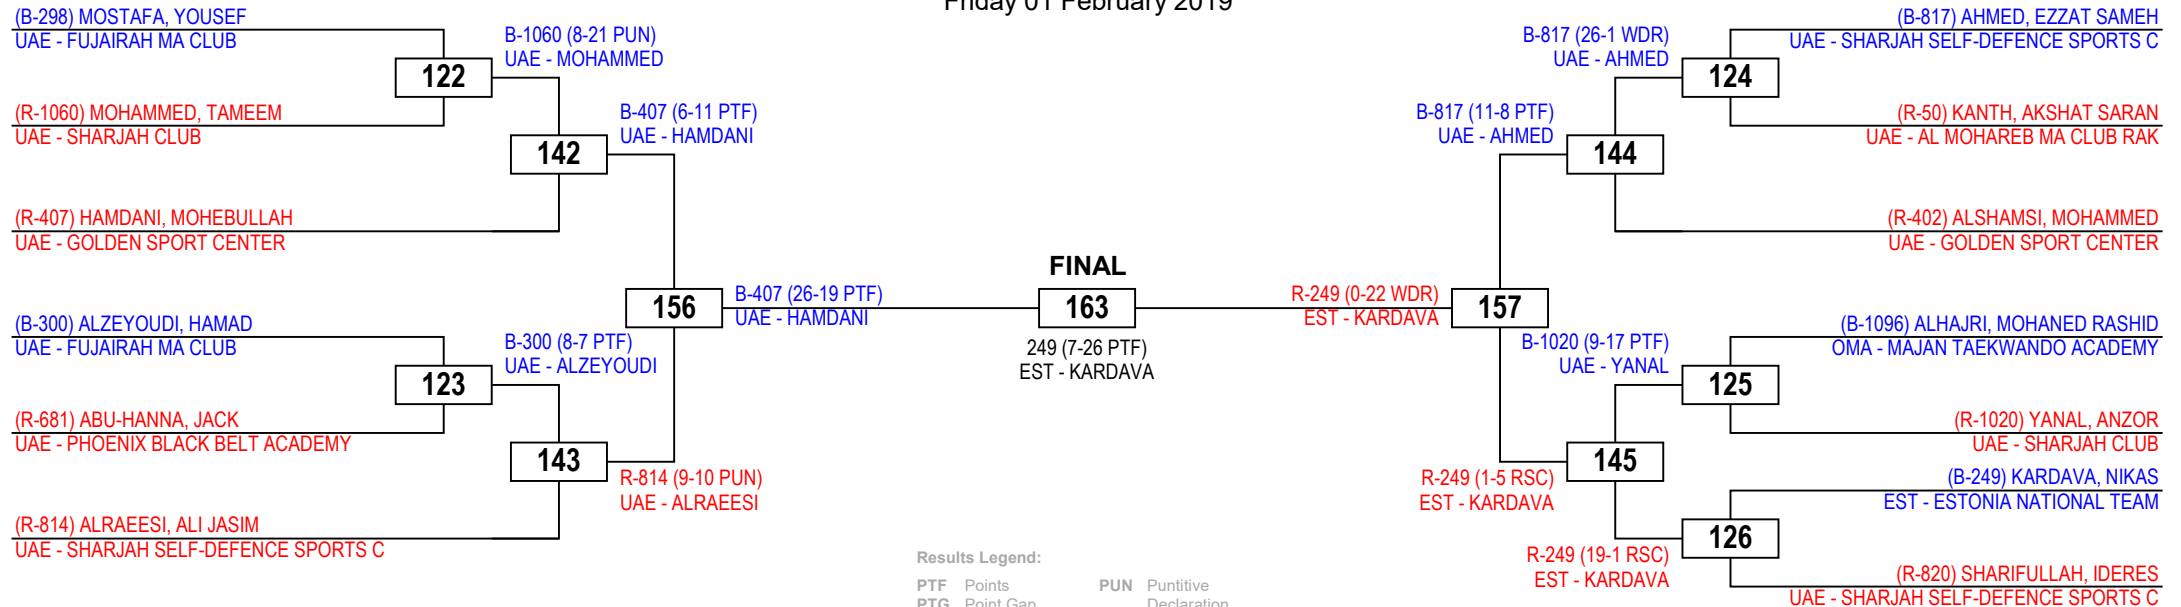 Friday 01 February 2019
(B-298) MOSTAFA, YOUSEF
UAE - FUJAIRAH MA CLUB
122
(R-1060) MOHAMMED, TAMEEM
UAE - SHARJAH CLUB
B-1060 (8-21 PUN)
UAE - MOHAMMED
142
(R-407) HAMDANI, MOHEBULLAH
UAE - GOLDEN SPORT CENTER
B-407 (6-11 PTF)
UAE - HAMDANI
156
(B-300) ALZEYOUDI, HAMAD
UAE - FUJAIRAH MA CLUB
123
(R-681) ABU-HANNA, JACK
UAE - PHOENIX BLACK BELT ACADEMY
B-300 (8-7 PTF)
UAE - ALZEYOUDI
143
(R-814) ALRAEESI, ALI JASIM
UAE - SHARJAH SELF-DEFENCE SPORTS C
R-814 (9-10 PUN)
UAE - ALRAEESI
B-407 (26-19 PTF)
UAE - HAMDANI
FINAL
163
249 (7-26 PTF)
EST - KARDAVA
R-249 (0-22 WDR)
EST - KARDAVA
157
B-817 (11-8 PTF)
UAE - AHMED
144
B-817 (26-1 WDR)
UAE - AHMED
124
(B-817) AHMED, EZZAT SAMEH
UAE - SHARJAH SELF-DEFENCE SPORTS C
(R-50) KANTH, AKSHAT SARAN
UAE - AL MOHAREB MA CLUB RAK
(R-402) ALSHAMSI, MOHAMMED
UAE - GOLDEN SPORT CENTER
B-1020 (9-17 PTF)
UAE - YANAL
125
(B-1096) ALHAJRI, MOHANED RASHID
OMA - MAJAN TAEKWANDO ACADEMY
(R-1020) YANAL, ANZOR
UAE - SHARJAH CLUB
145
R-249 (1-5 RSC)
EST - KARDAVA
(B-249) KARDAVA, NIKAS
EST - ESTONIA NATIONAL TEAM
126
R-249 (19-1 RSC)
EST - KARDAVA
(R-820) SHARIFULLAH, IDERES
UAE - SHARJAH SELF-DEFENCE SPORTS C
Results Legend:
PTF Points PUN Puntitive
PTG Point Gap Declaration